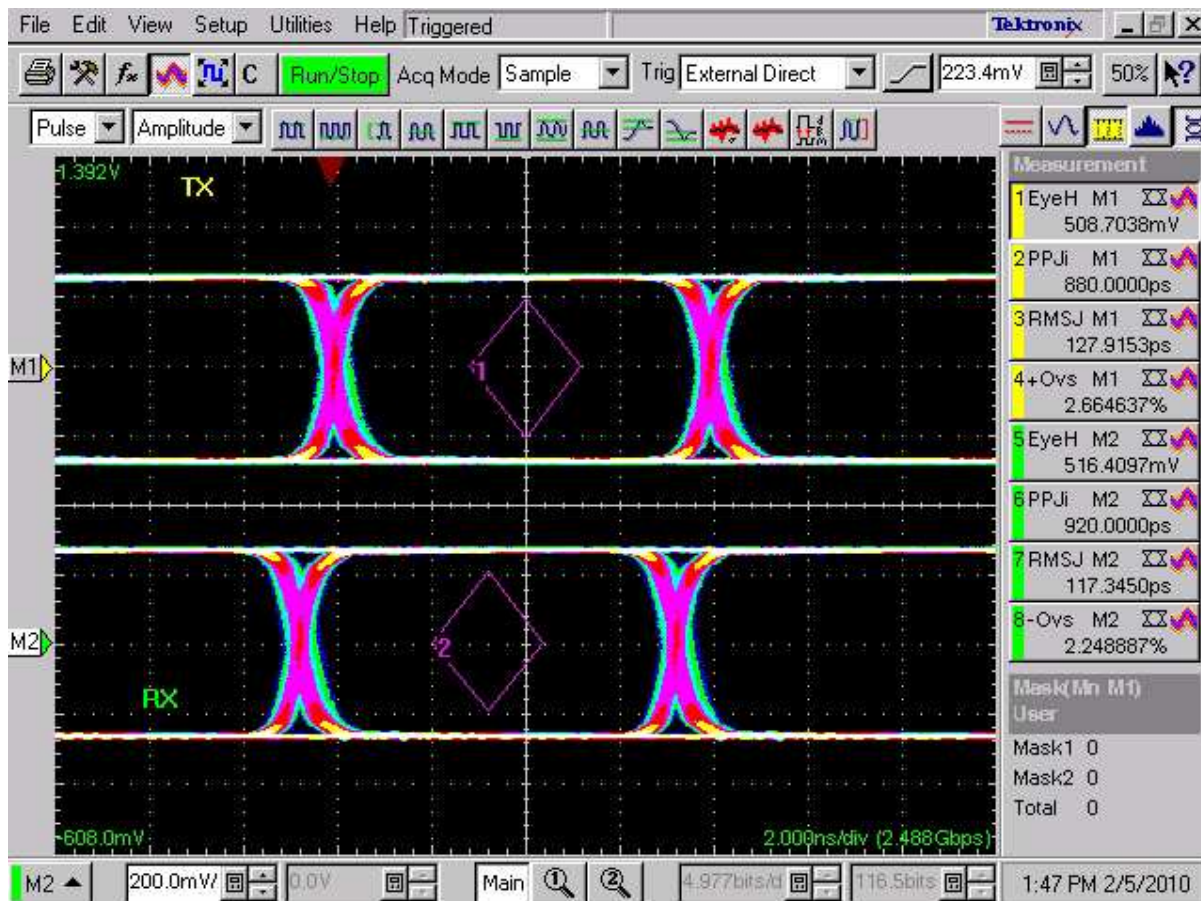 File Edit View Setup Utilities Help Triggered Tektronix
C Run/Stop Acq Mode Sample Trig External Direct 223.4mV 50%
Pulse Amplitude
1.392V
TX
M1
1
M2
2
RX
-608.0mV
2.000ns/div (2.488Gbps)
Measurement
1 EyeH M1
508.7038mV
2 PPJi M1
880.0000ps
3 RMSJ M1
127.9153ps
4 +Ovs M1
2.664637%
5 EyeH M2
516.4097mV
6 PPJi M2
920.0000ps
7 RMSJ M2
117.3450ps
8 -Ovs M2
2.248887%
Mask(Mn M1)
User
Mask1 0
Mask2 0
Total 0
M2 200.0mV/ 0.0V Main 1 2 4.977bits/d 116.5bits 1:47 PM 2/5/2010